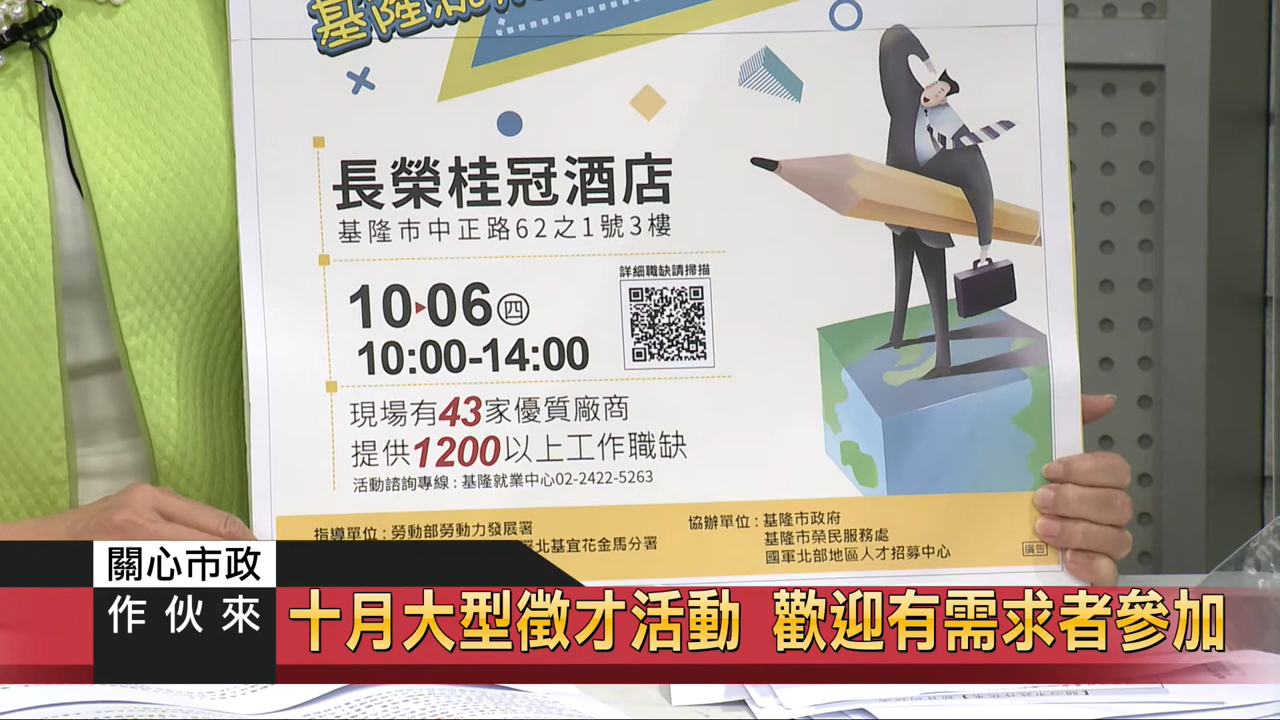 基隆
長榮桂冠酒店
基隆市中正路62之1號3樓
詳細職缺請掃描
10▸06㊃
10:00-14:00
現場有43家優質廠商
提供1200以上工作職缺
活動諮詢專線:基隆就業中心02-2422-5263
指導單位:勞動部勞動力發展署
北基宜花金馬分署
協辦單位:基隆市政府
基隆市榮民服務處
國軍北部地區人才招募中心
廣告
關心市政
作伙來
十月大型徵才活動 歡迎有需求者參加